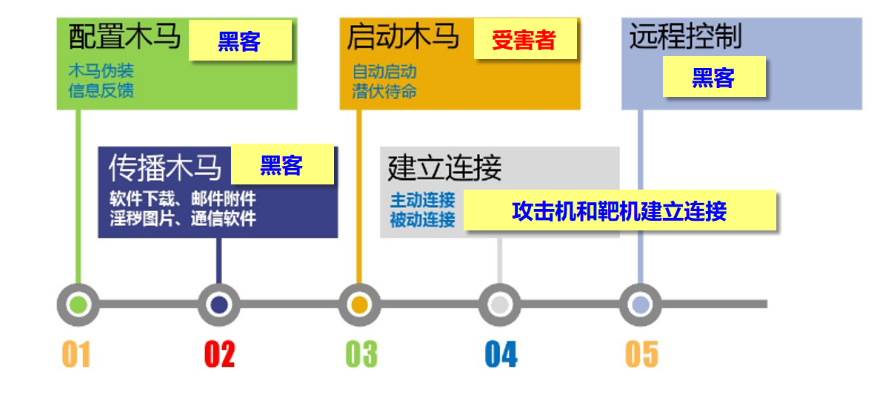 配置木马
黑客
木马伪装
信息反馈
启动木马
受害者
自动启动
潜伏待命
远程控制
黑客
传播木马
黑客
软件下载、邮件附件
淫秽图片、通信软件
建立连接
主动连接
被动连接
攻击机和靶机建立连接
01
02
03
04
05